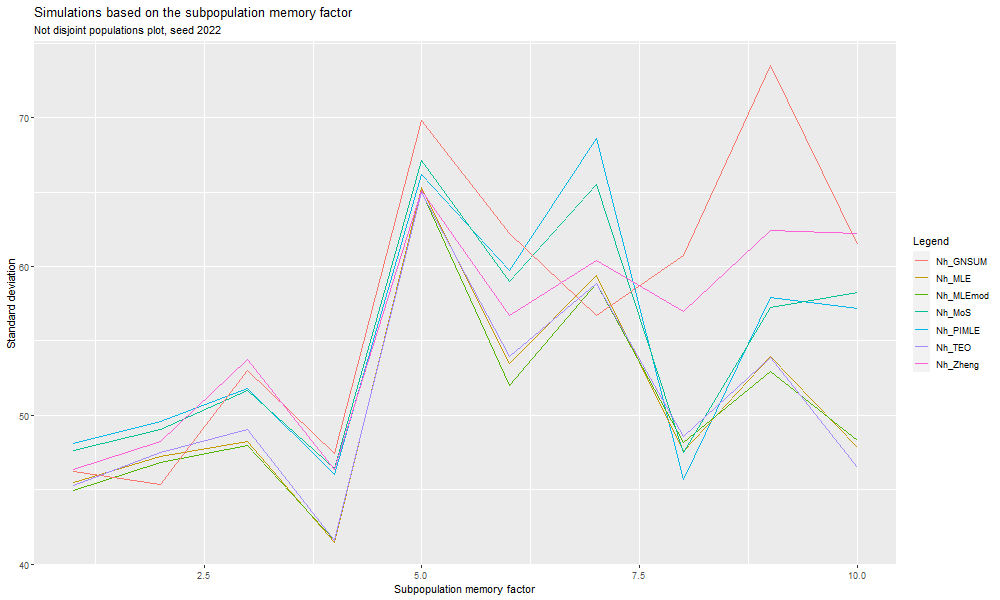 Simulations based on the subpopulation memory factor
Not disjoint populations plot, seed 2022
Standard deviation
70
60
50
40
2.5
5.0
7.5
10.0
Subpopulation memory factor
Legend
Nh_GNSUM
Nh_MLE
Nh_MLEmod
Nh_MoS
Nh_PIMLE
Nh_TEO
Nh_Zheng